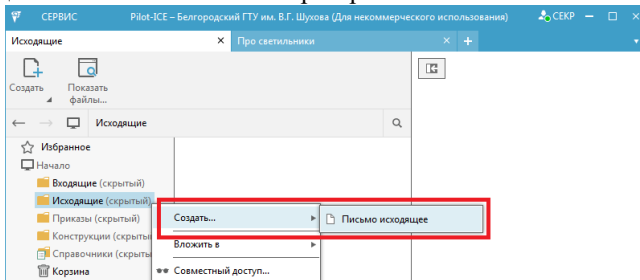 СЕРВИС Pilot-ICE – Белгородский ГТУ им. В.Г. Шухова (Для некоммерческого использования) СЕКР
Исходящие Про светильники
Создать Показать файлы...
Исходящие
Избранное
Начало
Входящие (скрытый)
Исходящие (скрытый)
Приказы (скрытый) Создать... Письмо исходящее
Конструкции (скрытый
Справочники (скрыты Вложить в
Корзина Совместный доступ...